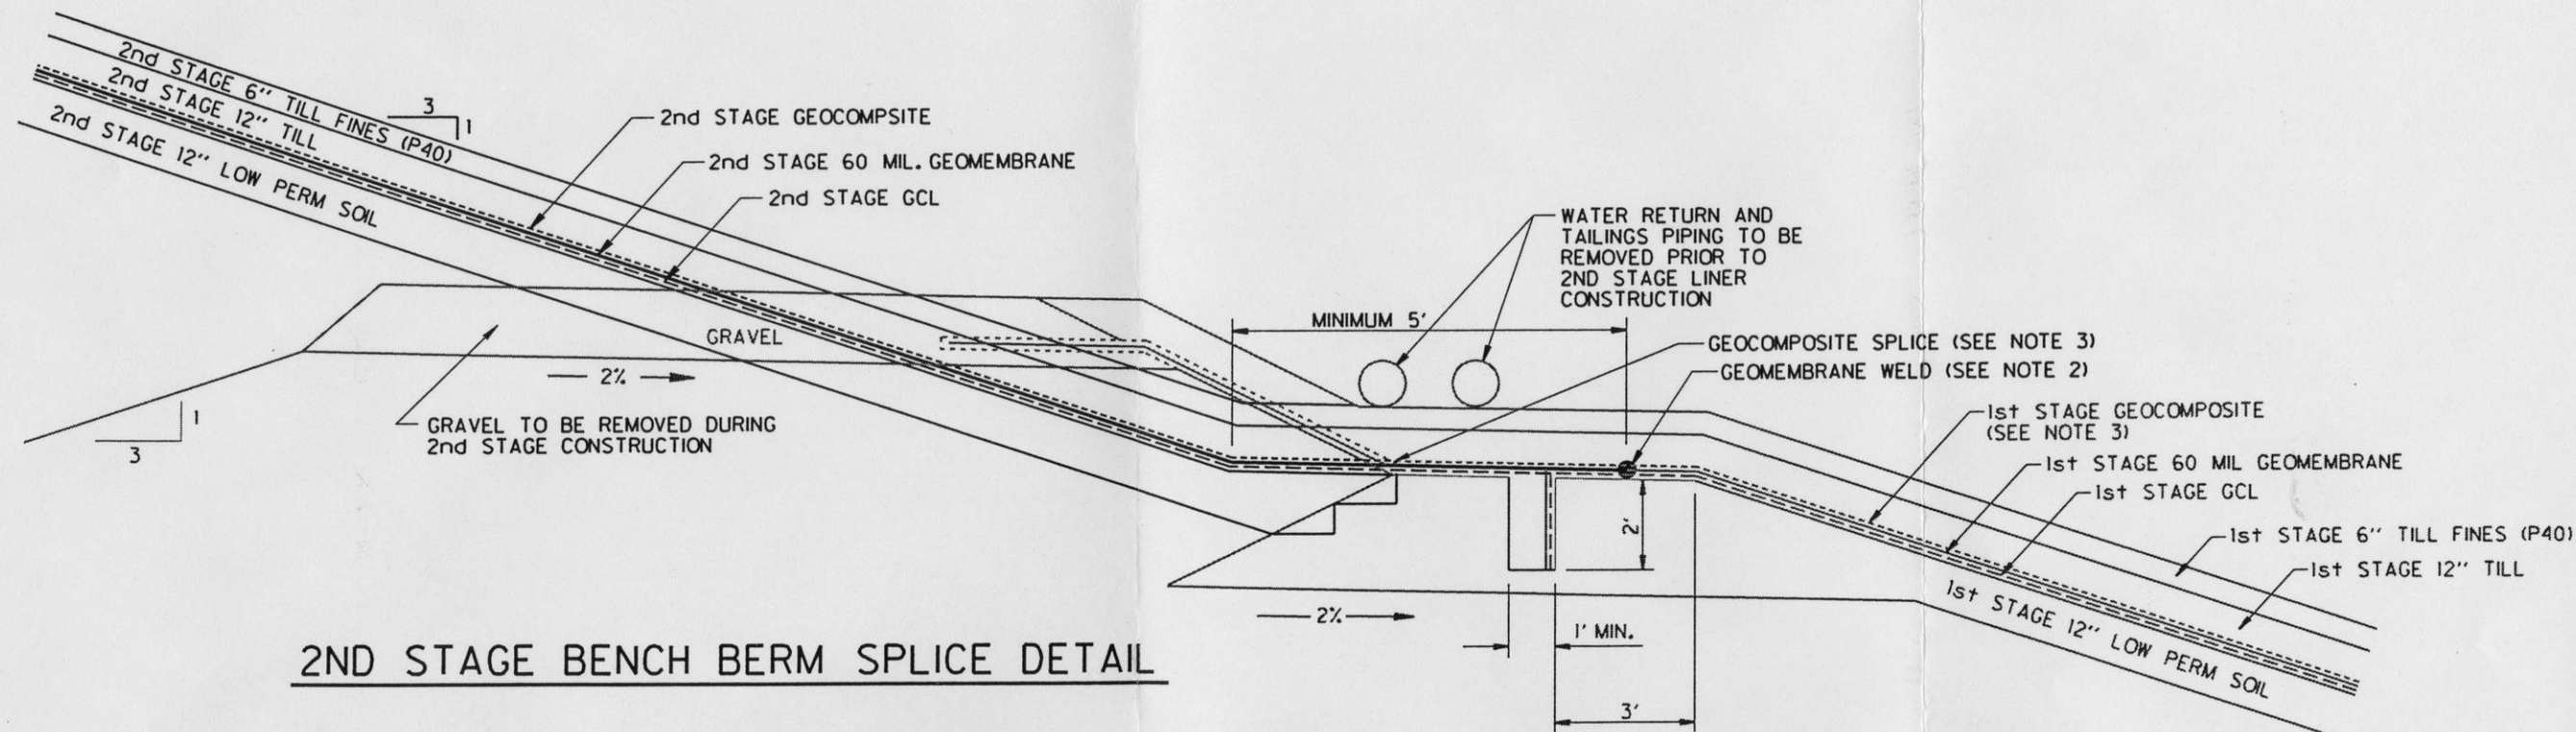 2nd STAGE 6" TILL FINES (P40)
2nd STAGE 12" TILL
2nd STAGE 12" LOW PERM SOIL
3
1
2nd STAGE GEOCOMPSITE
2nd STAGE 60 MIL. GEOMEMBRANE
2nd STAGE GCL
WATER RETURN AND
TAILINGS PIPING TO BE
REMOVED PRIOR TO
2ND STAGE LINER
CONSTRUCTION
MINIMUM 5'
GRAVEL
2%
GEOCOMPOSITE SPLICE (SEE NOTE 3)
GEOMEMBRANE WELD (SEE NOTE 2)
1
3
GRAVEL TO BE REMOVED DURING
2nd STAGE CONSTRUCTION
1st STAGE GEOCOMPOSITE
(SEE NOTE 3)
1st STAGE 60 MIL GEOMEMBRANE
1st STAGE GCL
1st STAGE 6" TILL FINES (P40)
1st STAGE 12" TILL
1st STAGE 12" LOW PERM SOIL
2'
2%
1' MIN.
3'
2ND STAGE BENCH BERM SPLICE DETAIL